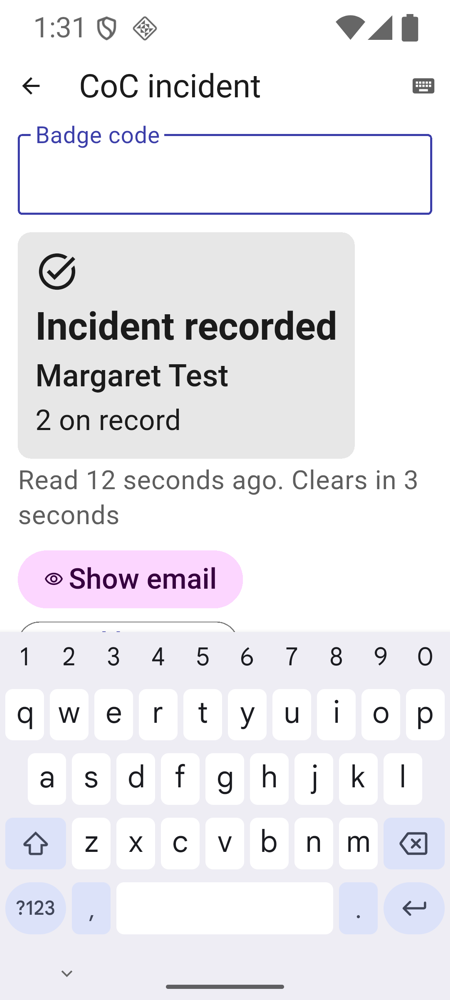 1:31
CoC incident
Badge code
Incident recorded
Margaret Test
2 on record
Read 12 seconds ago. Clears in 3
seconds
Show email
1 2 3 4 5 6 7 8 9 0
q w e r t y u i o p
a s d f g h j k l
z x c v b n m
?123 , .